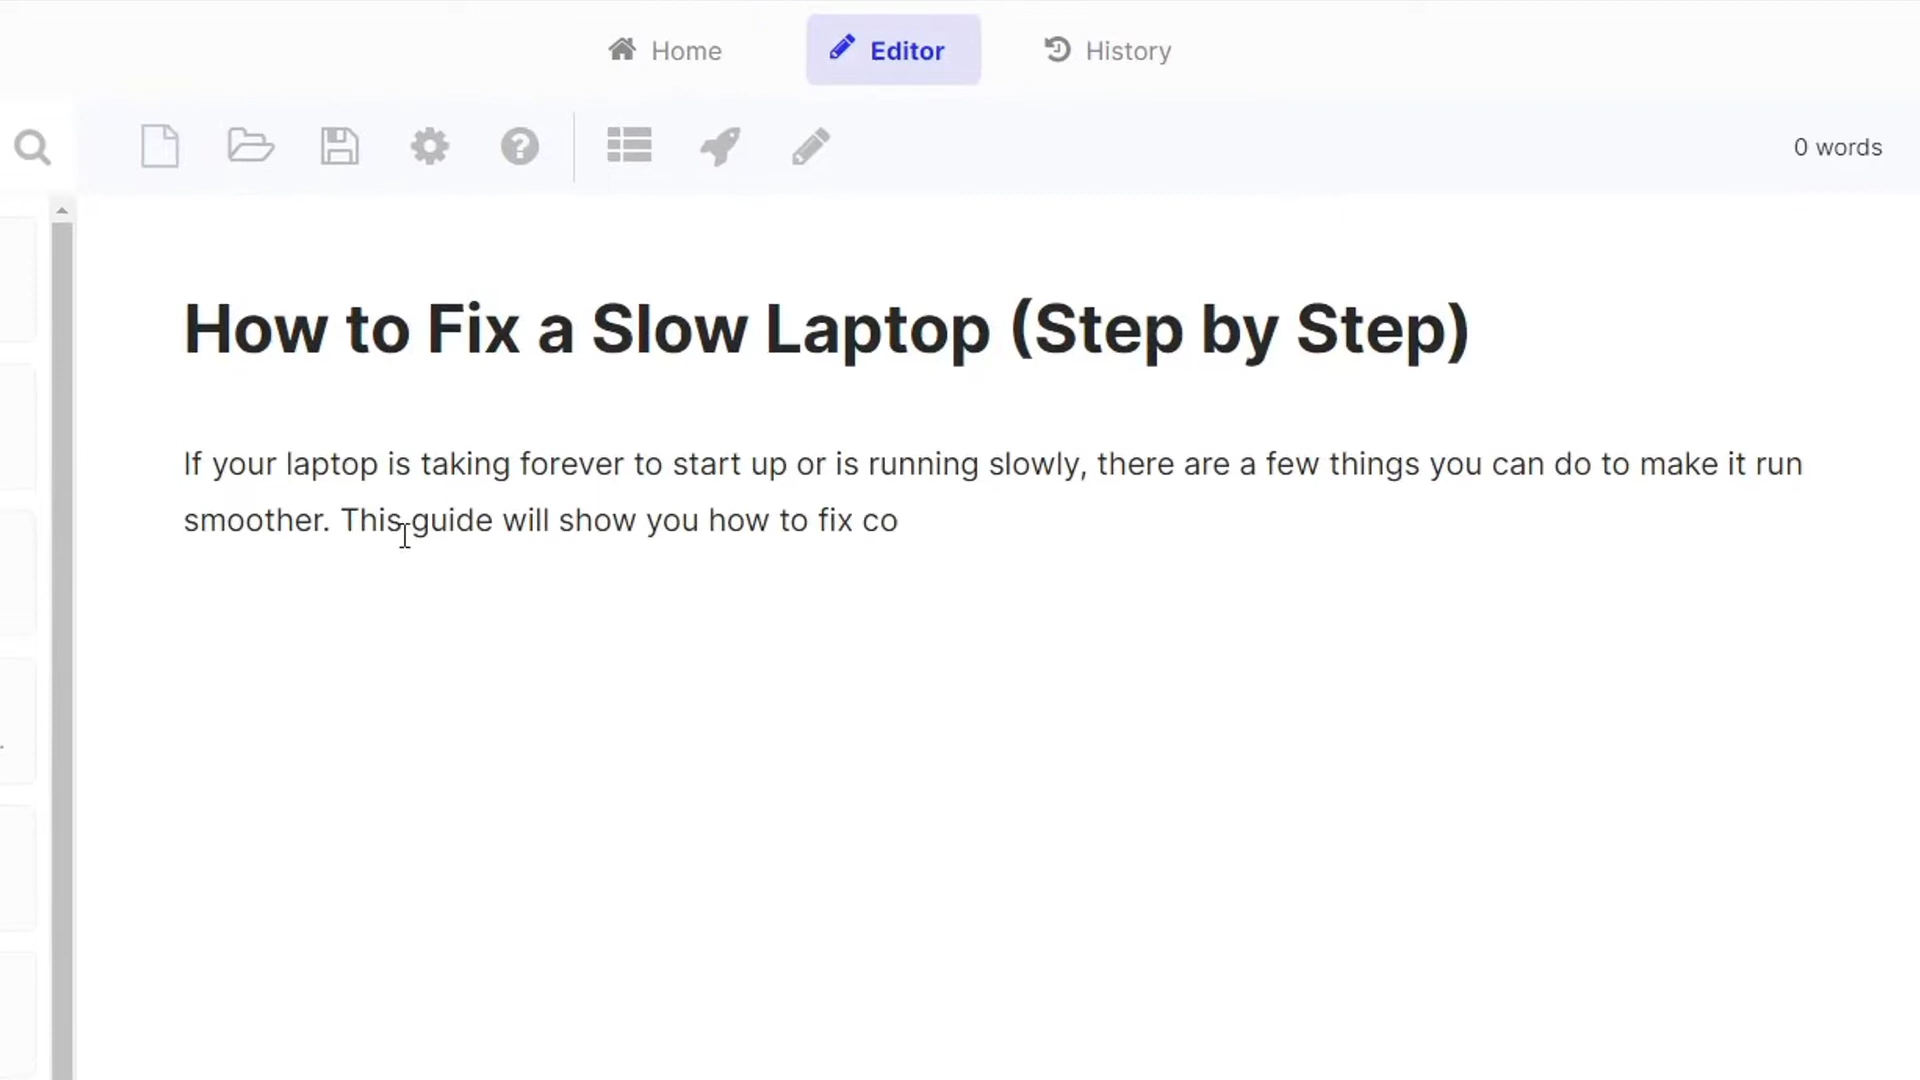 Home
Editor
History
0 words
How to Fix a Slow Laptop (Step by Step)
If your laptop is taking forever to start up or is running slowly, there are a few things you can do to make it run
smoother. This guide will show you how to fix co